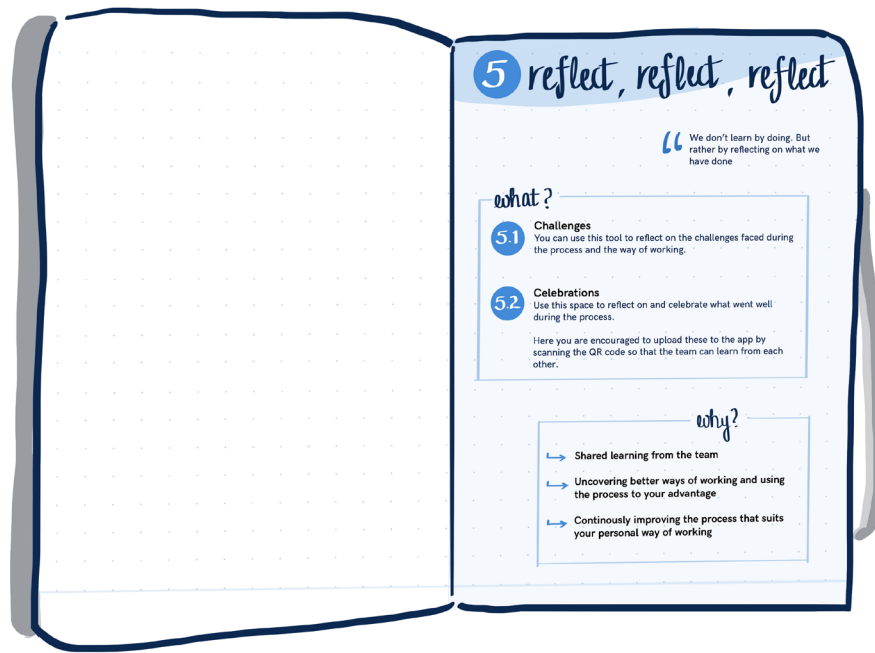 5 reflect, reflect, reflect
“ We don't learn by doing. But
rather by reflecting on what we
have done
what?
5.1 Challenges
You can use this tool to reflect on the challenges faced during
the process and the way of working.
5.2 Celebrations
Use this space to reflect on and celebrate what went well
during the process.
Here you are encouraged to upload these to the app by
scanning the QR code so that the team can learn from each
other.
why?
Shared learning from the team
Uncovering better ways of working and using
the process to your advantage
Continously improving the process that suits
your personal way of working